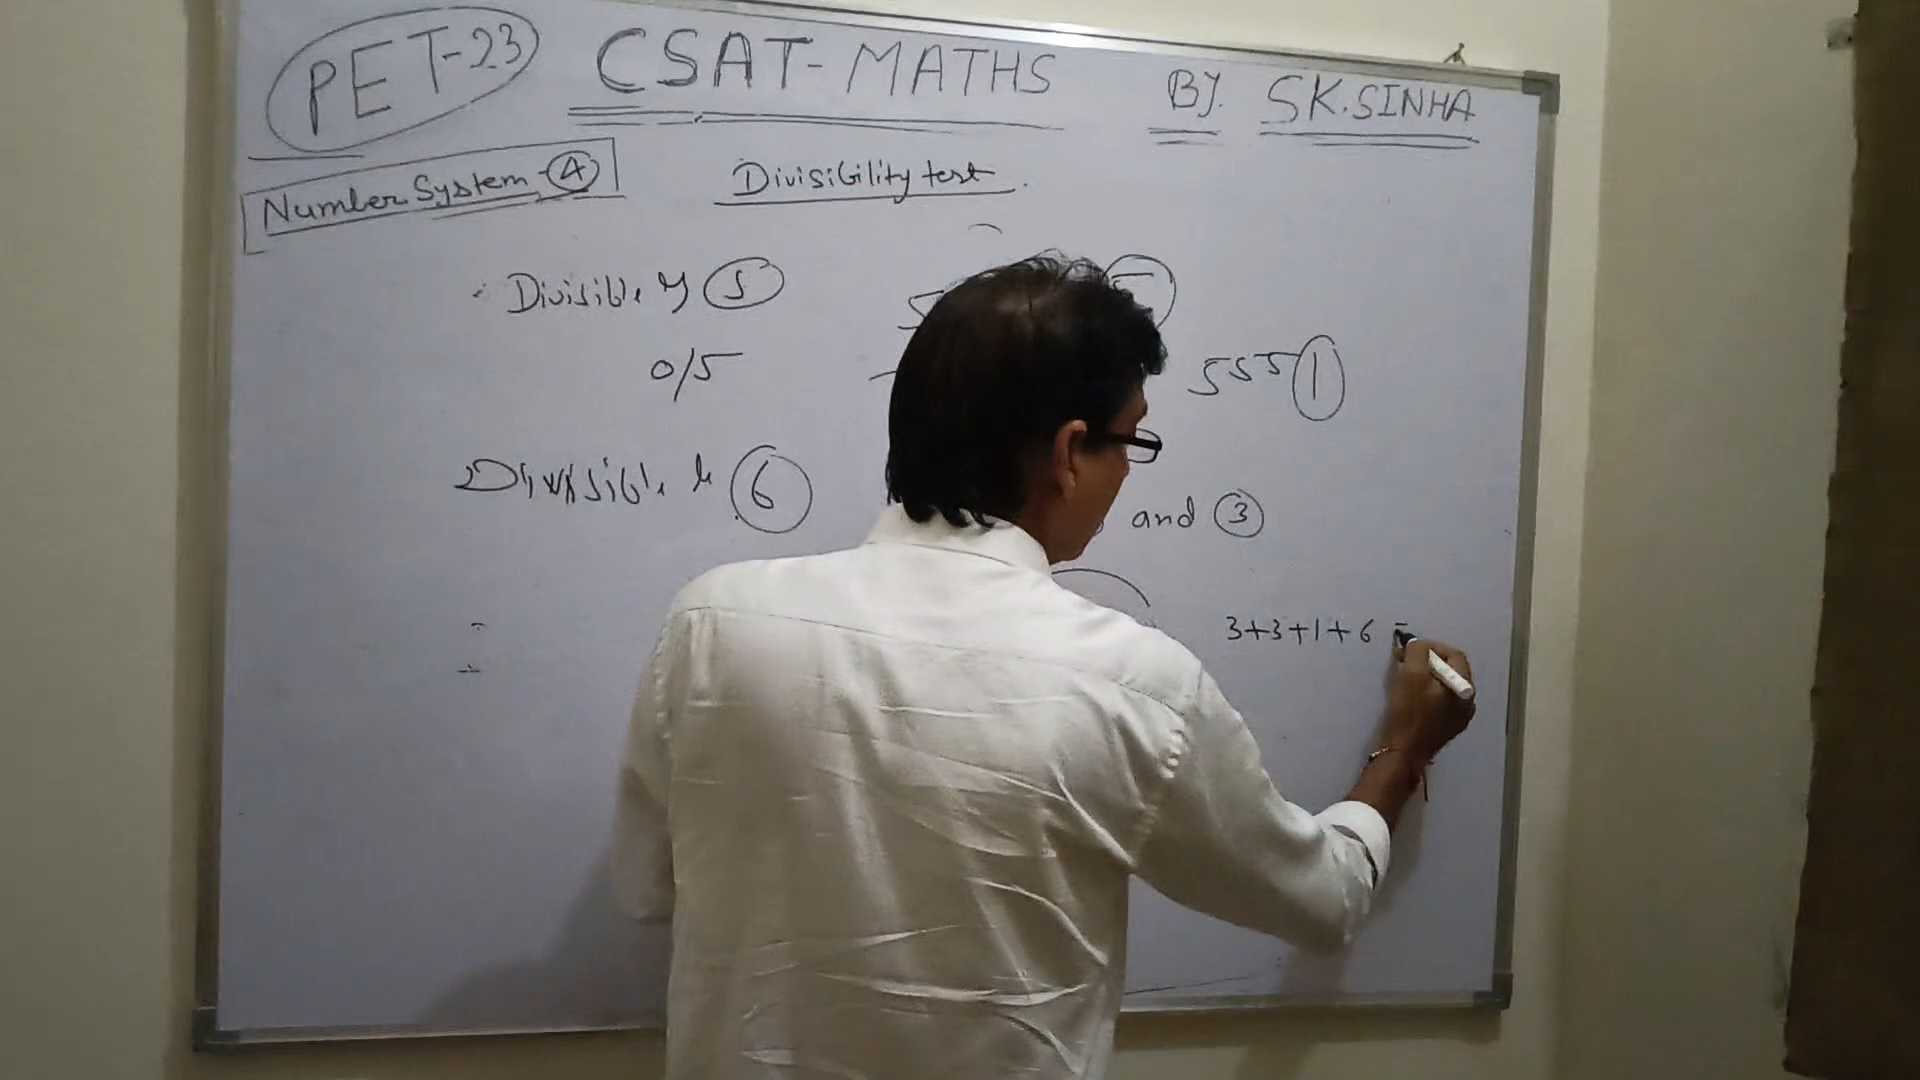 PET-23 CSAT-MATHS BY. SK.SINHA
Number System-4 Divisibility test.
Divisible by 5 5
0/5 5551
Divisible by 6 and 3
3+3+1+6 =